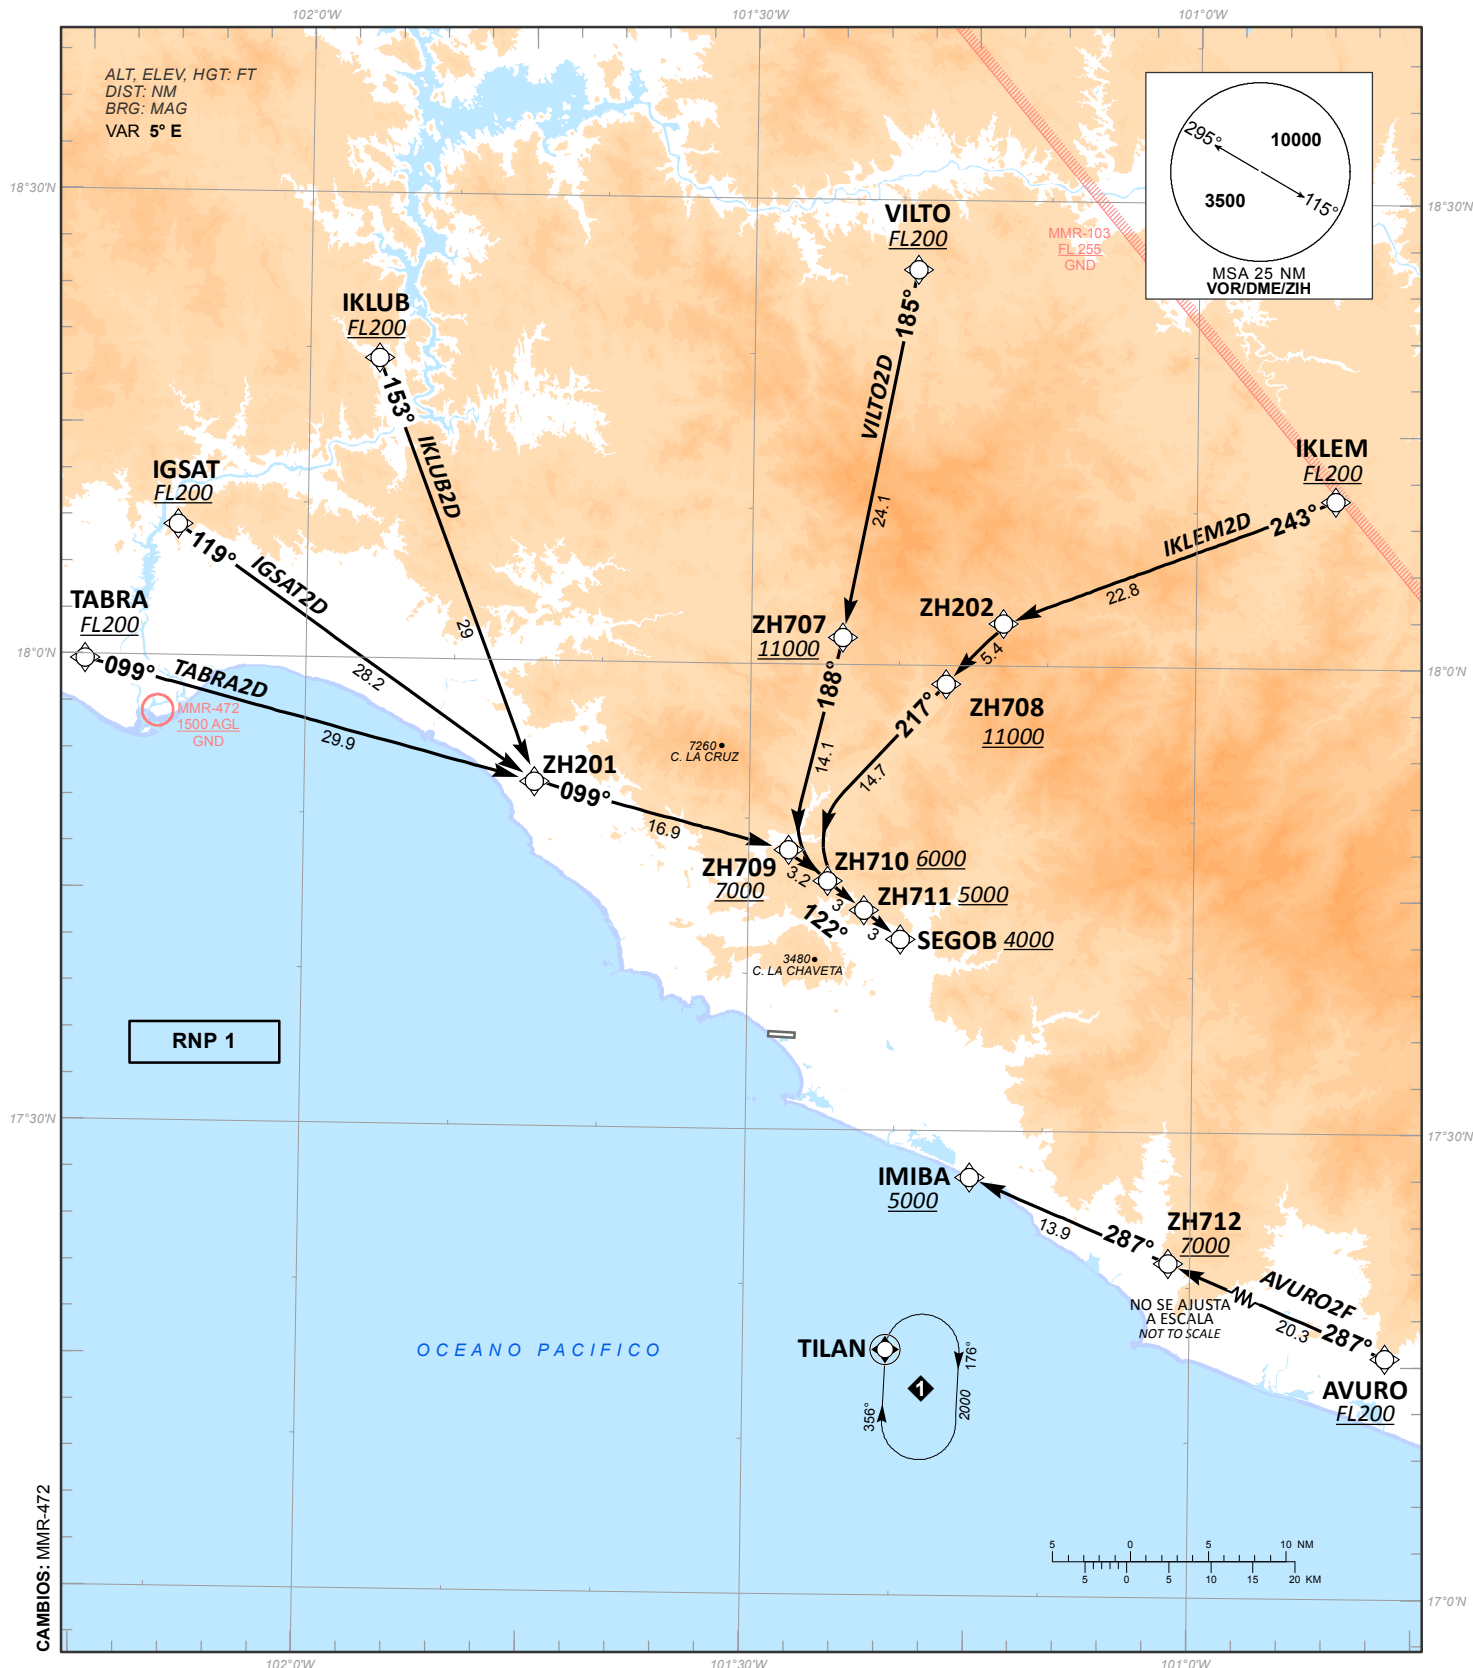 102°0'W
101°30'W
101°0'W
ALT, ELEV, HGT: FT
DIST: NM
BRG: MAG
VAR 5° E
295°
10000
3500
115°
MSA 25 NM
VOR/DME/ZIH
18°30'N
18°30'N
VILTO
FL200
MMR-103
FL 255
GND
185°
VILTO2D
24.1
IKLUB
FL200
153°
IKLUB2D
29
IKLEM
FL200
243°
IKLEM2D
22.8
IGSAT
FL200
119°
IGSAT2D
28.2
TABRA
FL200
099°
TABRA2D
29.9
MMR-472
1500 AGL
GND
18°0'N
18°0'N
ZH202
5.4
ZH707
11000
188°
14.1
ZH708
11000
217°
14.7
7260
C. LA CRUZ
ZH201
099°
16.9
ZH709
7000
3.2
ZH710 6000
3
ZH711 5000
122°
3
SEGOB 4000
3480
C. LA CHAVETA
RNP 1
17°30'N
17°30'N
IMIBA
5000
13.9
287°
ZH712
7000
AVURO2F
NO SE AJUSTA
A ESCALA
NOT TO SCALE
20.3
287°
AVURO
FL200
OCEANO PACIFICO
TILAN
176°
1
356°
2000
5 0 5 10 NM
5 0 5 10 15 20 KM
17°0'N
CAMBIOS: MMR-472
102°0'W
101°30'W
101°0'W